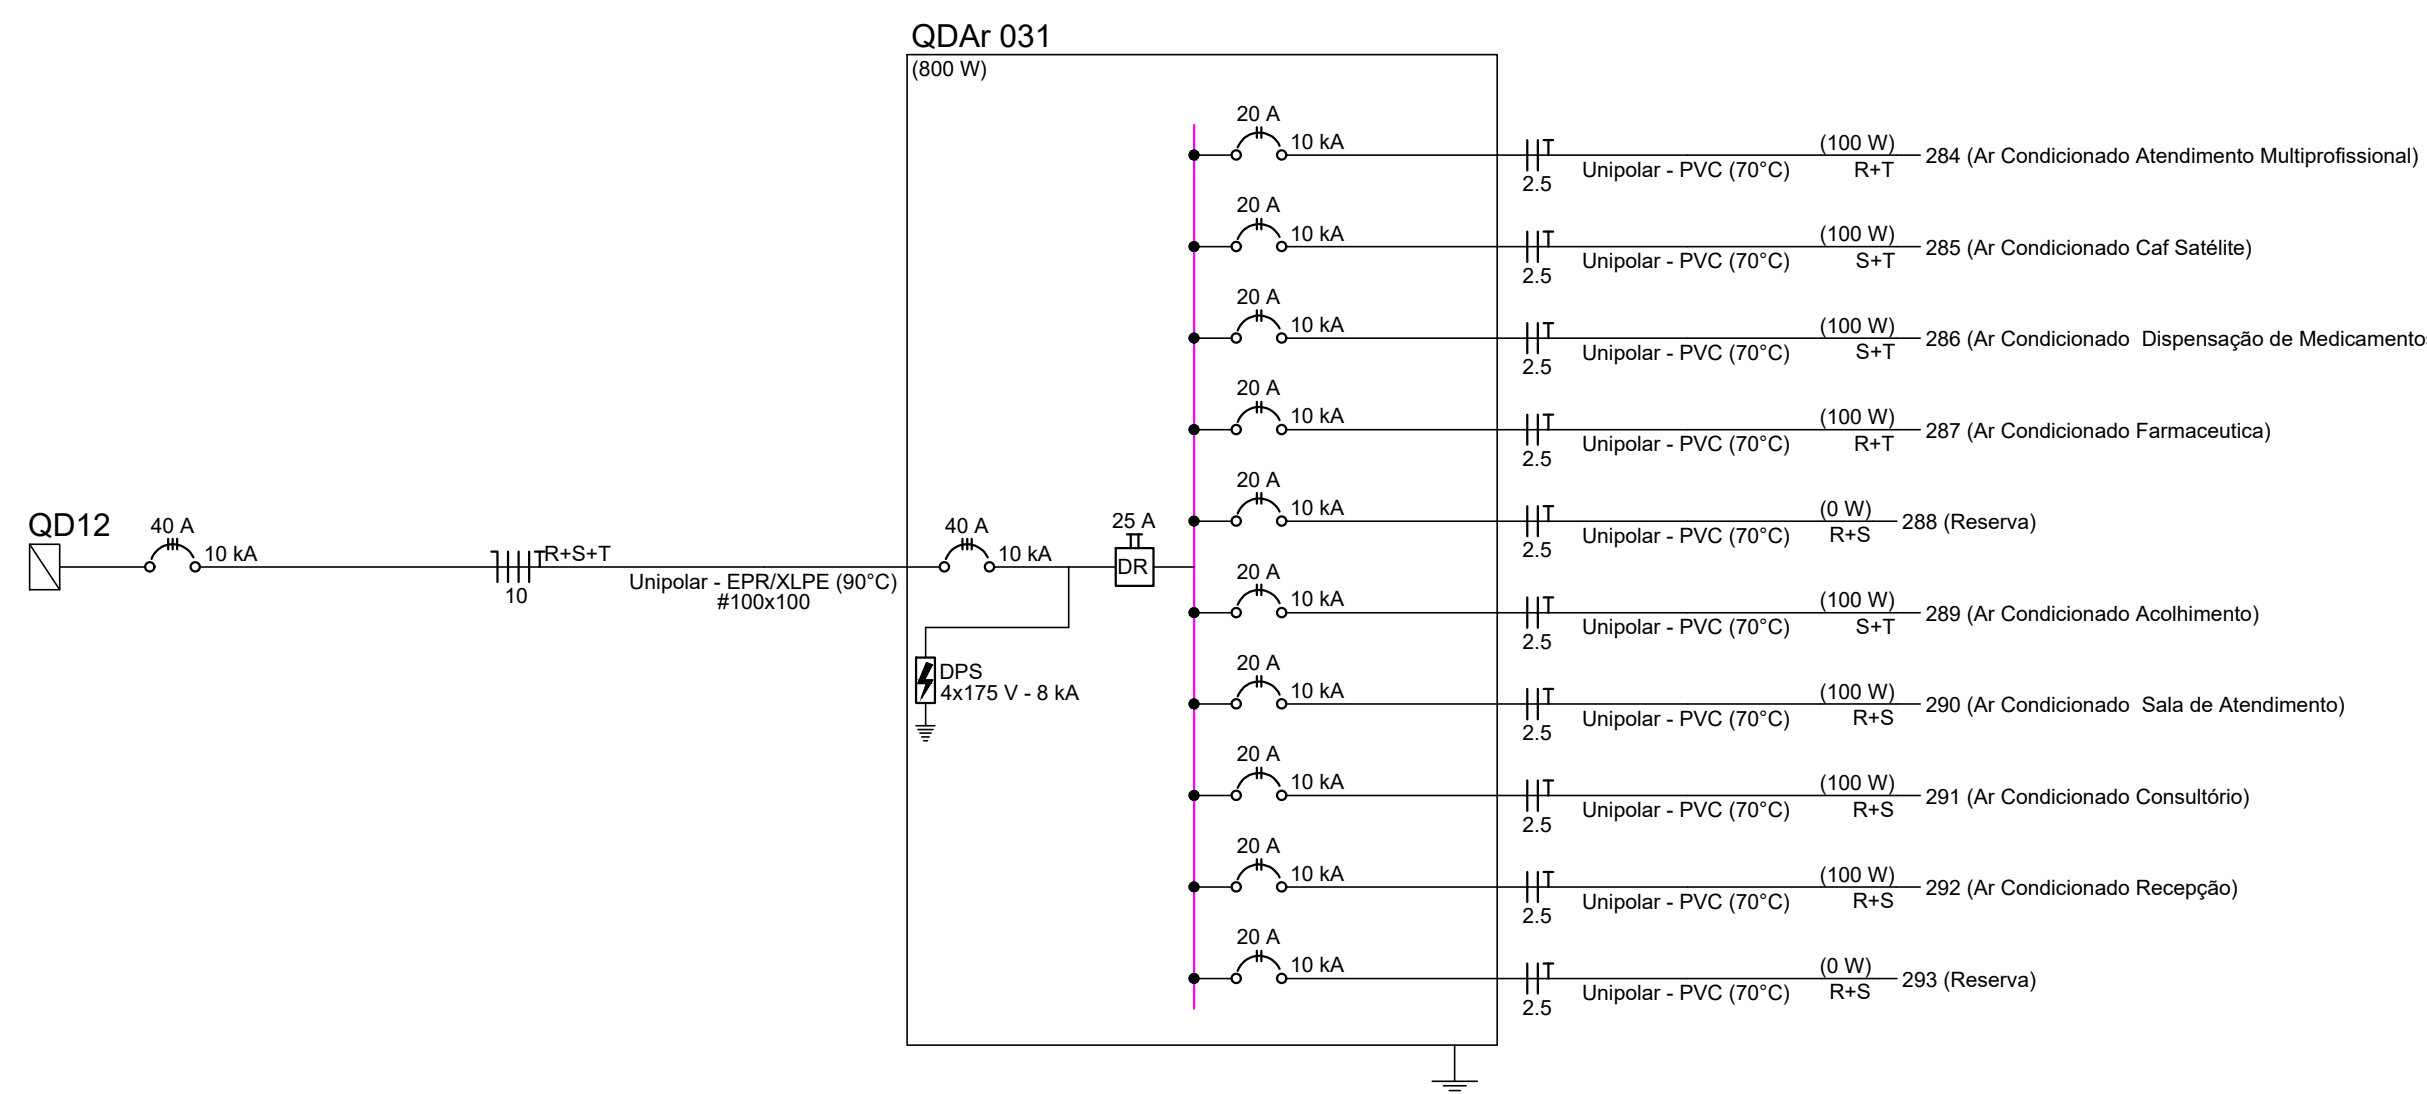 QDAr 031
(800 W)
20 A
10 kA
2.5
Unipolar - PVC (70°C)
(100 W)
R+T
284 (Ar Condicionado Atendimento Multiprofissional)
20 A
10 kA
2.5
Unipolar - PVC (70°C)
(100 W)
S+T
285 (Ar Condicionado Caf Satélite)
20 A
10 kA
2.5
Unipolar - PVC (70°C)
(100 W)
S+T
286 (Ar Condicionado  Dispensação de Medicamentos
20 A
10 kA
2.5
Unipolar - PVC (70°C)
(100 W)
R+T
287 (Ar Condicionado Farmaceutica)
20 A
10 kA
2.5
Unipolar - PVC (70°C)
(0 W)
R+S
288 (Reserva)
QD12
40 A
10 kA
R+S+T
10
Unipolar - EPR/XLPE (90°C)
#100x100
40 A
10 kA
25 A
DR
DPS
4x175 V - 8 kA
20 A
10 kA
2.5
Unipolar - PVC (70°C)
(100 W)
S+T
289 (Ar Condicionado Acolhimento)
20 A
10 kA
2.5
Unipolar - PVC (70°C)
(100 W)
R+S
290 (Ar Condicionado  Sala de Atendimento)
20 A
10 kA
2.5
Unipolar - PVC (70°C)
(100 W)
R+S
291 (Ar Condicionado Consultório)
20 A
10 kA
2.5
Unipolar - PVC (70°C)
(100 W)
R+S
292 (Ar Condicionado Recepção)
20 A
10 kA
2.5
Unipolar - PVC (70°C)
(0 W)
R+S
293 (Reserva)